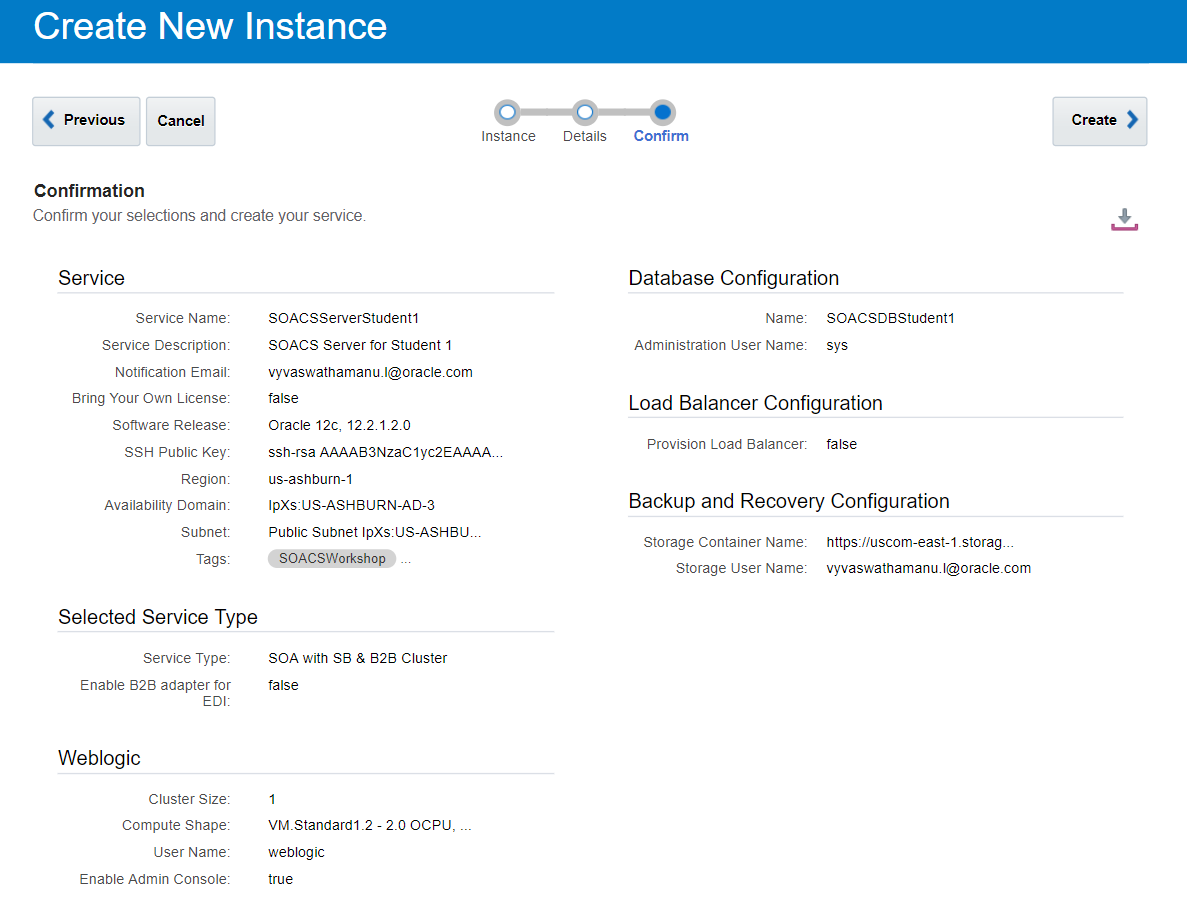 Create New Instance
Previous
Cancel
Instance
Details
Confirm
Create
Confirmation
Confirm your selections and create your service.
Service
Service Name: SOACSServerStudent1
Service Description: SOACS Server for Student 1
Notification Email: vyvaswathamanu.l@oracle.com
Bring Your Own License: false
Software Release: Oracle 12c, 12.2.1.2.0
SSH Public Key: ssh-rsa AAAAB3NzaC1yc2EAAAA...
Region: us-ashburn-1
Availability Domain: IpXs:US-ASHBURN-AD-3
Subnet: Public Subnet IpXs:US-ASHBU...
Tags: SOACSWorkshop ...
Selected Service Type
Service Type: SOA with SB & B2B Cluster
Enable B2B adapter for false
EDI:
Weblogic
Cluster Size: 1
Compute Shape: VM.Standard1.2 - 2.0 OCPU, ...
User Name: weblogic
Enable Admin Console: true
Database Configuration
Name: SOACSDBStudent1
Administration User Name: sys
Load Balancer Configuration
Provision Load Balancer: false
Backup and Recovery Configuration
Storage Container Name: https://uscom-east-1.storag...
Storage User Name: vyvaswathamanu.l@oracle.com